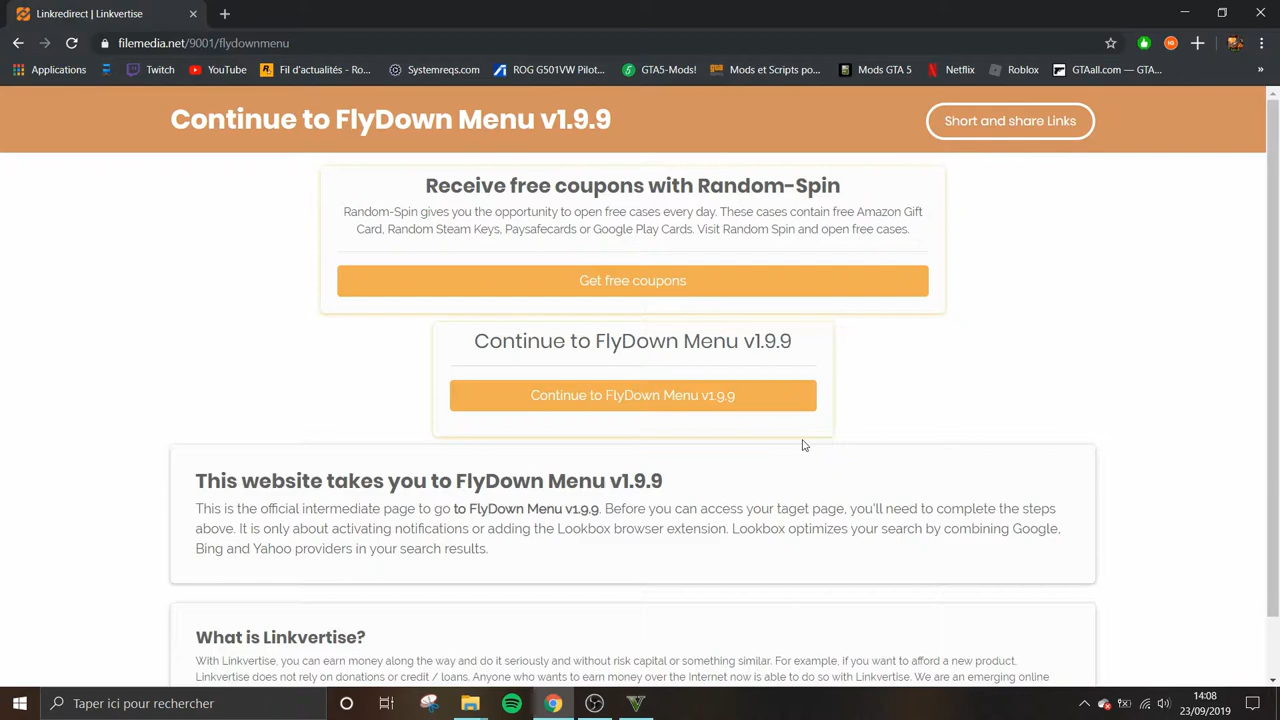 Linkredirect | Linkvertise
filemedia.net/9001/flydownmenu
Applications Twitch YouTube Fil d'actualités - Ro... Systemreqs.com ROG G501VW Pilot... GTA5-Mods! Mods et Scripts po... Mods GTA 5 Netflix Roblox GTAall.com — GTA...
Continue to FlyDown Menu v1.9.9
Short and share Links
Receive free coupons with Random-Spin
Random-Spin gives you the opportunity to open free cases every day. These cases contain free Amazon Gift
Card, Random Steam Keys, Paysafecards or Google Play Cards. Visit Random Spin and open free cases.
Get free coupons
Continue to FlyDown Menu v1.9.9
Continue to FlyDown Menu v1.9.9
This website takes you to FlyDown Menu v1.9.9
This is the official intermediate page to go to FlyDown Menu v1.9.9. Before you can access your taget page, you'll need to complete the steps
above. It is only about activating notifications or adding the Lookbox browser extension. Lookbox optimizes your search by combining Google,
Bing and Yahoo providers in your search results.
What is Linkvertise?
With Linkvertise, you can earn money along the way and do it seriously and without risk capital or something similar. For example, if you want to afford a new product,
Linkvertise does not rely on donations or credit / loans. Anyone who wants to earn money over the Internet now is able to do so with Linkvertise. We are an emerging online
Taper ici pour rechercher
14:08
23/09/2019